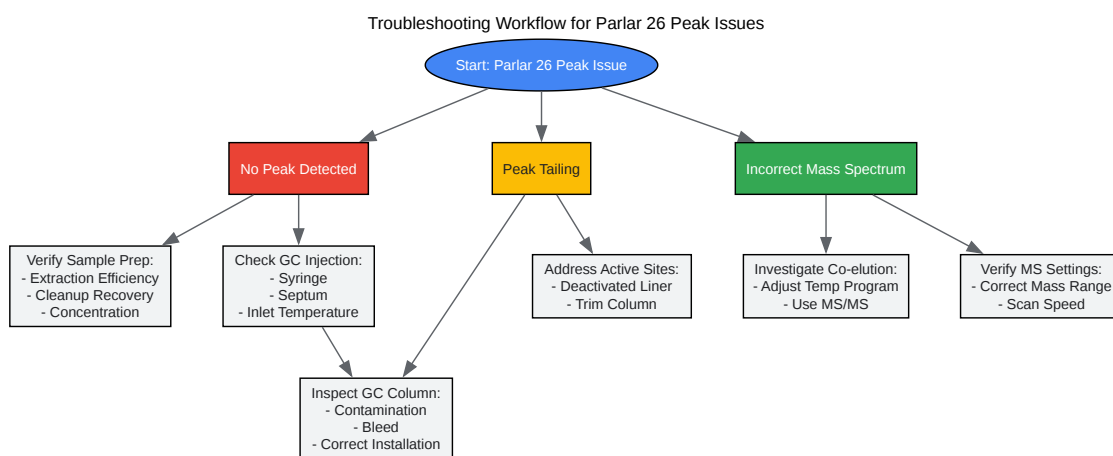 Troubleshooting Workflow for Parlar 26 Peak Issues
Start: Parlar 26 Peak Issue
No Peak Detected
Peak Tailing
Incorrect Mass Spectrum
Verify Sample Prep:
- Extraction Efficiency
- Cleanup Recovery
- Concentration
Check GC Injection:
- Syringe
- Septum
- Inlet Temperature
Address Active Sites:
- Deactivated Liner
- Trim Column
Investigate Co-elution:
- Adjust Temp Program
- Use MS/MS
Verify MS Settings:
- Correct Mass Range
- Scan Speed
Inspect GC Column:
- Contamination
- Bleed
- Correct Installation